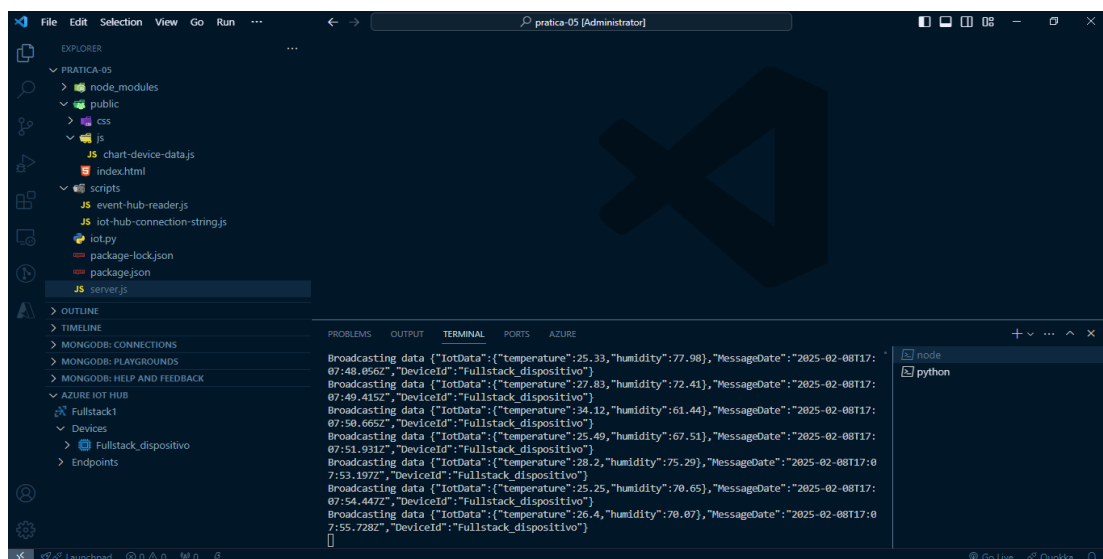 File Edit Selection View Go Run ···
pratica-05 [Administrator]
EXPLORER ···
PRATICA-05
node_modules
public
css
js
JS chart-device-data.js
index.html
scripts
JS event-hub-reader.js
JS iot-hub-connection-string.js
iot.py
package-lock.json
package.json
JS server.js
OUTLINE
TIMELINE
MONGODB: CONNECTIONS
MONGODB: PLAYGROUNDS
MONGODB: HELP AND FEEDBACK
AZURE IOT HUB
Fullstack1
Devices
Fullstack_dispositivo
Endpoints
PROBLEMS OUTPUT TERMINAL PORTS AZURE
Broadcasting data {"IotData":{"temperature":25.33,"humidity":77.98},"MessageDate":"2025-02-08T17:
07:48.056Z","DeviceId":"Fullstack_dispositivo"}
Broadcasting data {"IotData":{"temperature":27.83,"humidity":72.41},"MessageDate":"2025-02-08T17:
07:49.415Z","DeviceId":"Fullstack_dispositivo"}
Broadcasting data {"IotData":{"temperature":34.12,"humidity":61.44},"MessageDate":"2025-02-08T17:
07:50.665Z","DeviceId":"Fullstack_dispositivo"}
Broadcasting data {"IotData":{"temperature":25.49,"humidity":67.51},"MessageDate":"2025-02-08T17:
07:51.931Z","DeviceId":"Fullstack_dispositivo"}
Broadcasting data {"IotData":{"temperature":28.2,"humidity":75.29},"MessageDate":"2025-02-08T17:0
7:53.197Z","DeviceId":"Fullstack_dispositivo"}
Broadcasting data {"IotData":{"temperature":25.25,"humidity":70.65},"MessageDate":"2025-02-08T17:
07:54.447Z","DeviceId":"Fullstack_dispositivo"}
Broadcasting data {"IotData":{"temperature":26.4,"humidity":70.07},"MessageDate":"2025-02-08T17:0
7:55.728Z","DeviceId":"Fullstack_dispositivo"}
node
python
Launchpad 0 0 0 Go Live Quokka